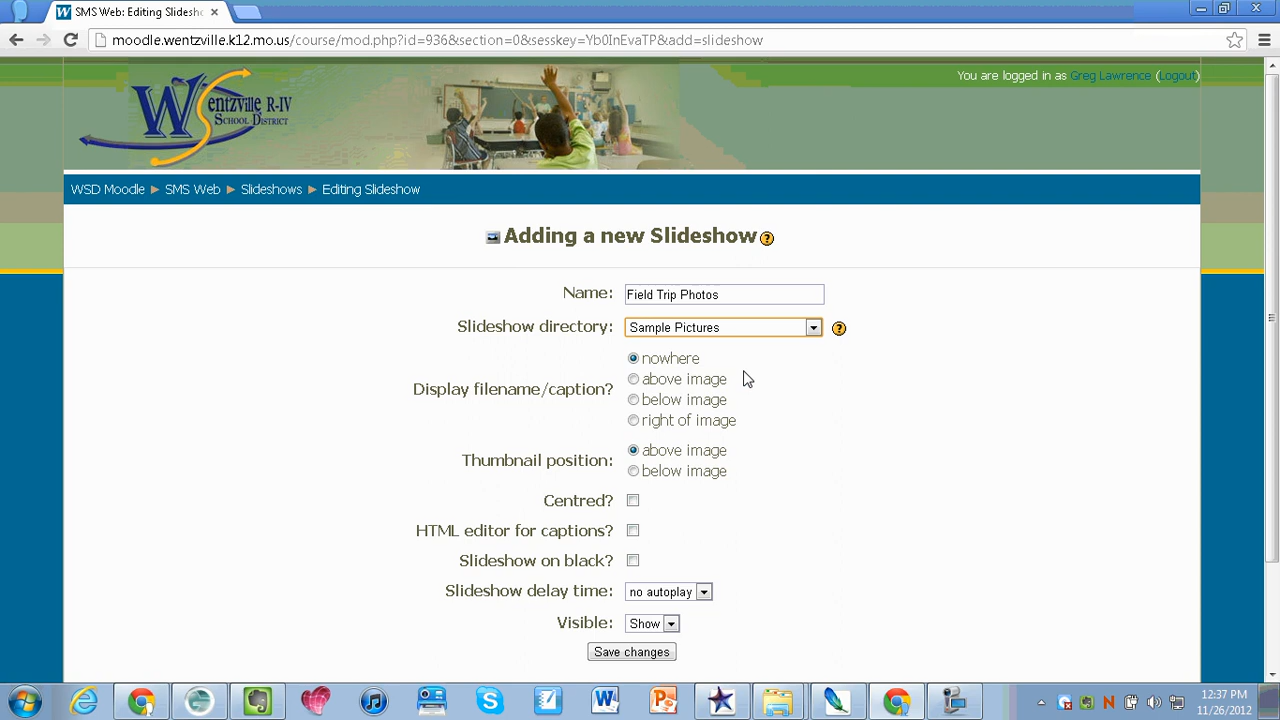 SMS Web: Editing Slidesh
moodle.wentzville.k12.mo.us/course/mod.php?id=936&section=0&sesskey=Yb0InEvaTP&add=slideshow
You are logged in as Greg Lawrence (Logout)
Wentzville R-IV
SCHOOL DISTRICT
WSD Moodle ► SMS Web ► Slideshows ► Editing Slideshow
Adding a new Slideshow
Name: Field Trip Photos
Slideshow directory: Sample Pictures
Display filename/caption?
nowhere
above image
below image
right of image
Thumbnail position:
above image
below image
Centred?
HTML editor for captions?
Slideshow on black?
Slideshow delay time: no autoplay
Visible: Show
Save changes
12:37 PM
11/26/2012